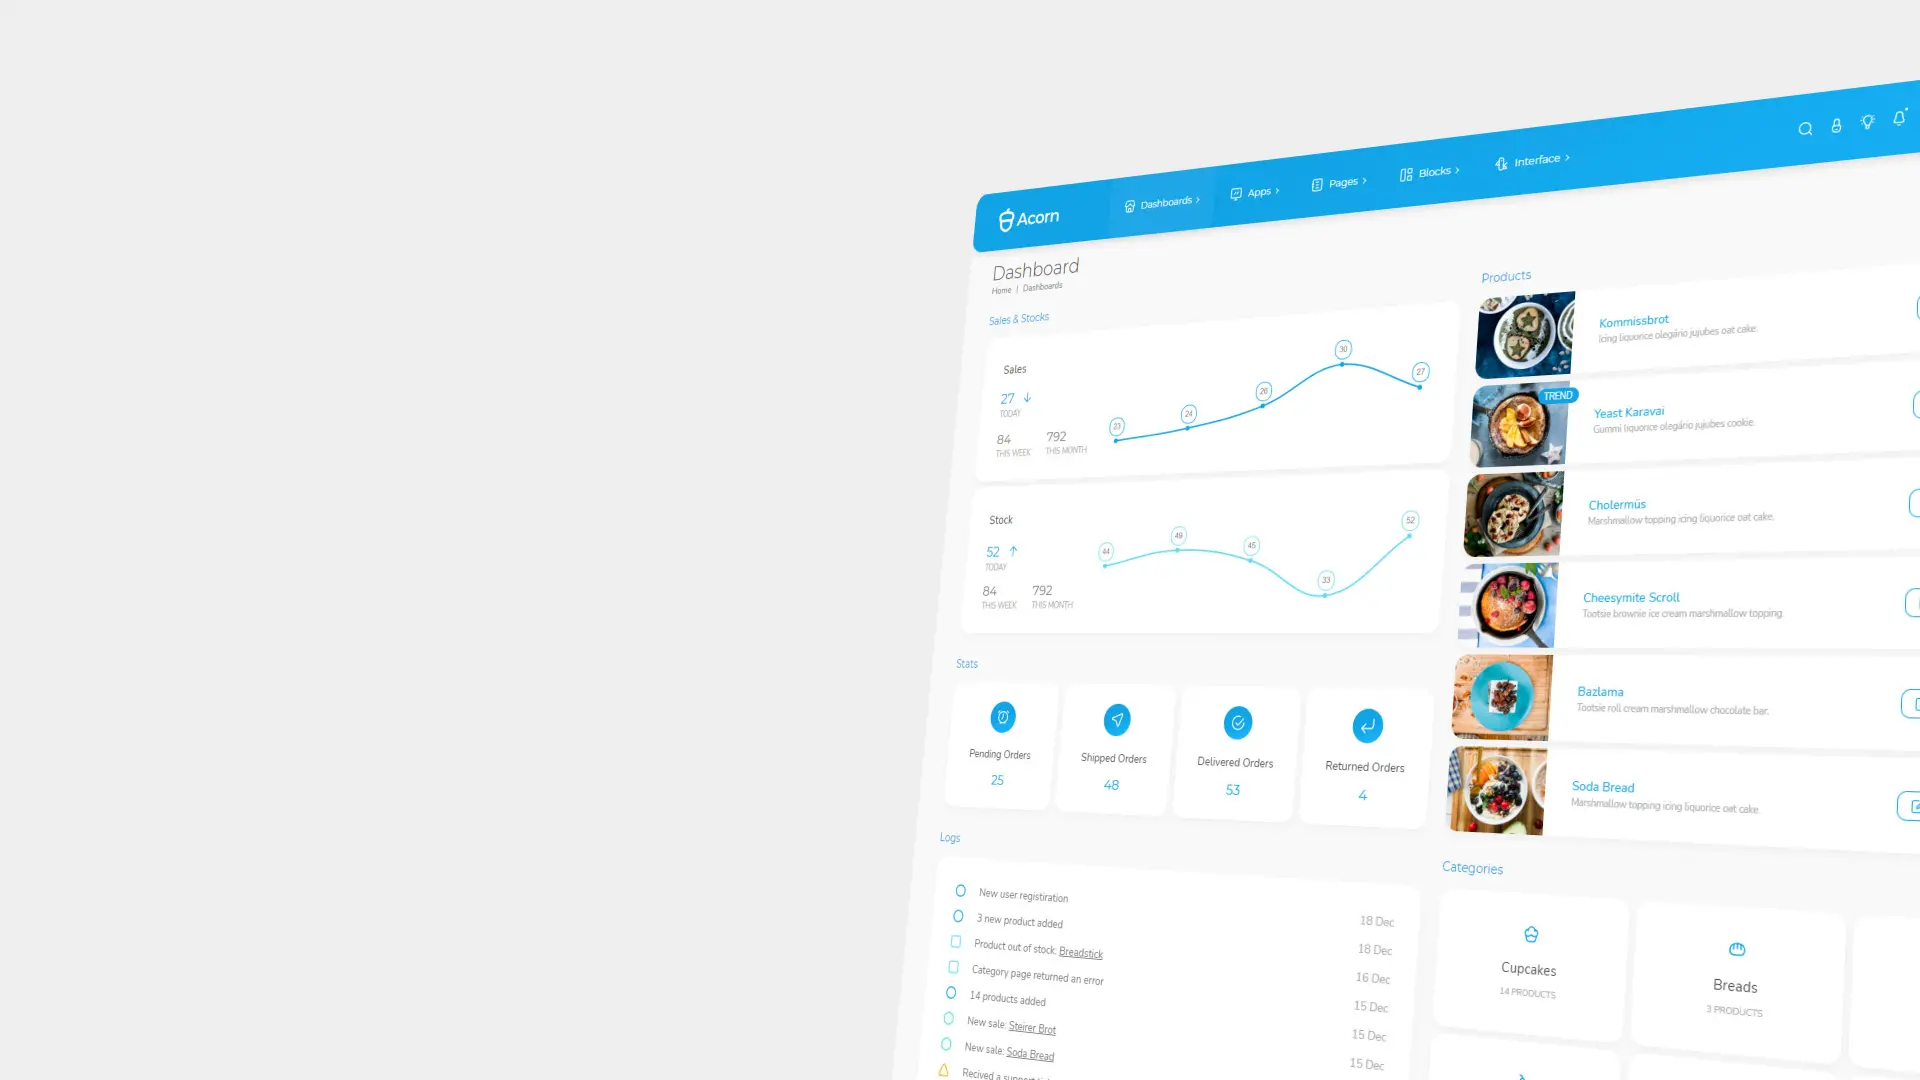 Acorn
Dashboards
Apps
Pages
Blocks
Interface
Dashboard
Home | Dashboards
Sales & Stocks
Sales
27
TODAY
84
THIS WEEK
792
THIS MONTH
23
24
26
30
27
Stock
52
TODAY
84
THIS WEEK
792
THIS MONTH
44
49
45
33
52
Stats
Pending Orders
25
Shipped Orders
48
Delivered Orders
53
Returned Orders
4
Logs
New user registiration
18 Dec
3 new product added
18 Dec
Product out of stock: Breadstick
16 Dec
Category page returned an error
15 Dec
14 products added
15 Dec
New sale: Steirer Brot
15 Dec
New sale: Soda Bread
Recived a support
Products
Kommissbrot
Icing liquorice olegário jujubes oat cake.
TREND
Yeast Karavai
Gummi liquorice olegário jujubes cookie.
Cholermüs
Marshmallow topping icing liquorice oat cake.
Cheesymite Scroll
Tootsie brownie ice cream marshmallow topping.
Bazlama
Tootsie roll cream marshmallow chocolate bar.
Soda Bread
Marshmallow topping icing liquorice oat cake.
Categories
Cupcakes
14 PRODUCTS
Breads
3 PRODUCTS